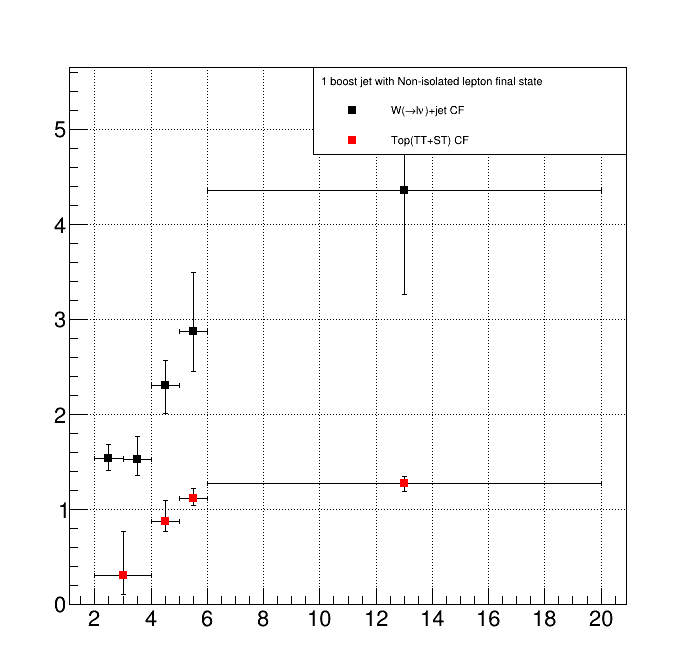 1 boost jet with Non-isolated lepton final state
W(→lν)+jet CF
Top(TT+ST) CF
5
4
3
2
1
0
2 4 6 8 10 12 14 16 18 20